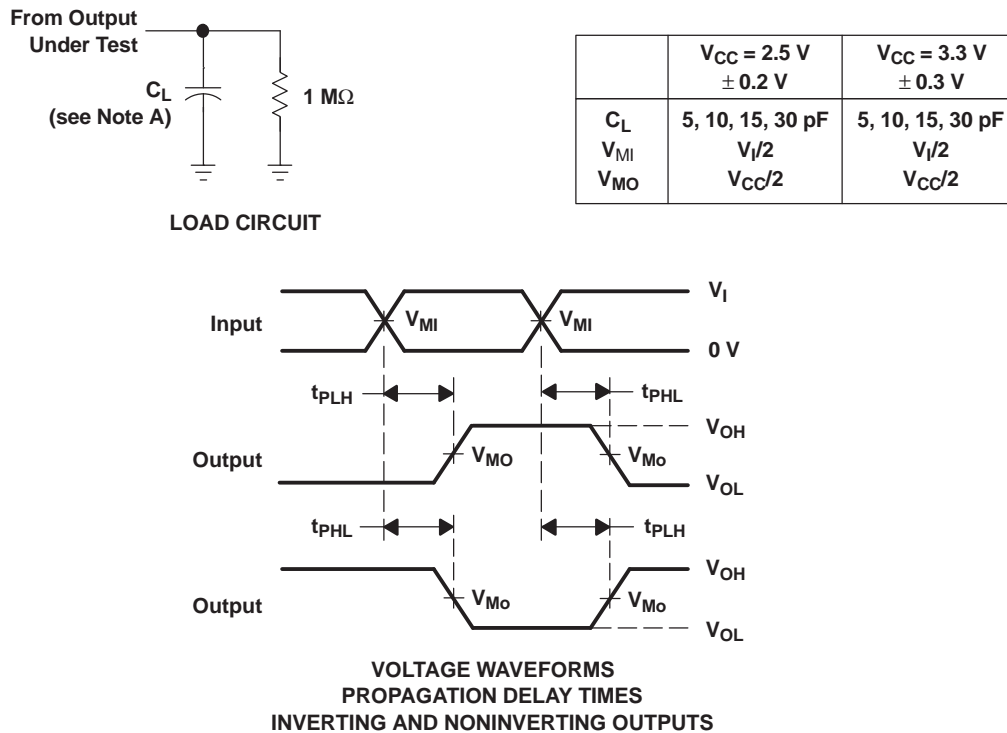 From Output
Under Test
CL
(see Note A)
1 MΩ
LOAD CIRCUIT
VCC = 2.5 V
± 0.2 V
VCC = 3.3 V
± 0.3 V
CL 5, 10, 15, 30 pF 5, 10, 15, 30 pF
VMI VI/2 VI/2
VMO VCC/2 VCC/2
Input VMI VMI VI
0 V
tPLH tPHL
Output VMO VMo VOH
VOL
tPHL tPLH
Output VMo VMo VOH
VOL
VOLTAGE WAVEFORMS
PROPAGATION DELAY TIMES
INVERTING AND NONINVERTING OUTPUTS